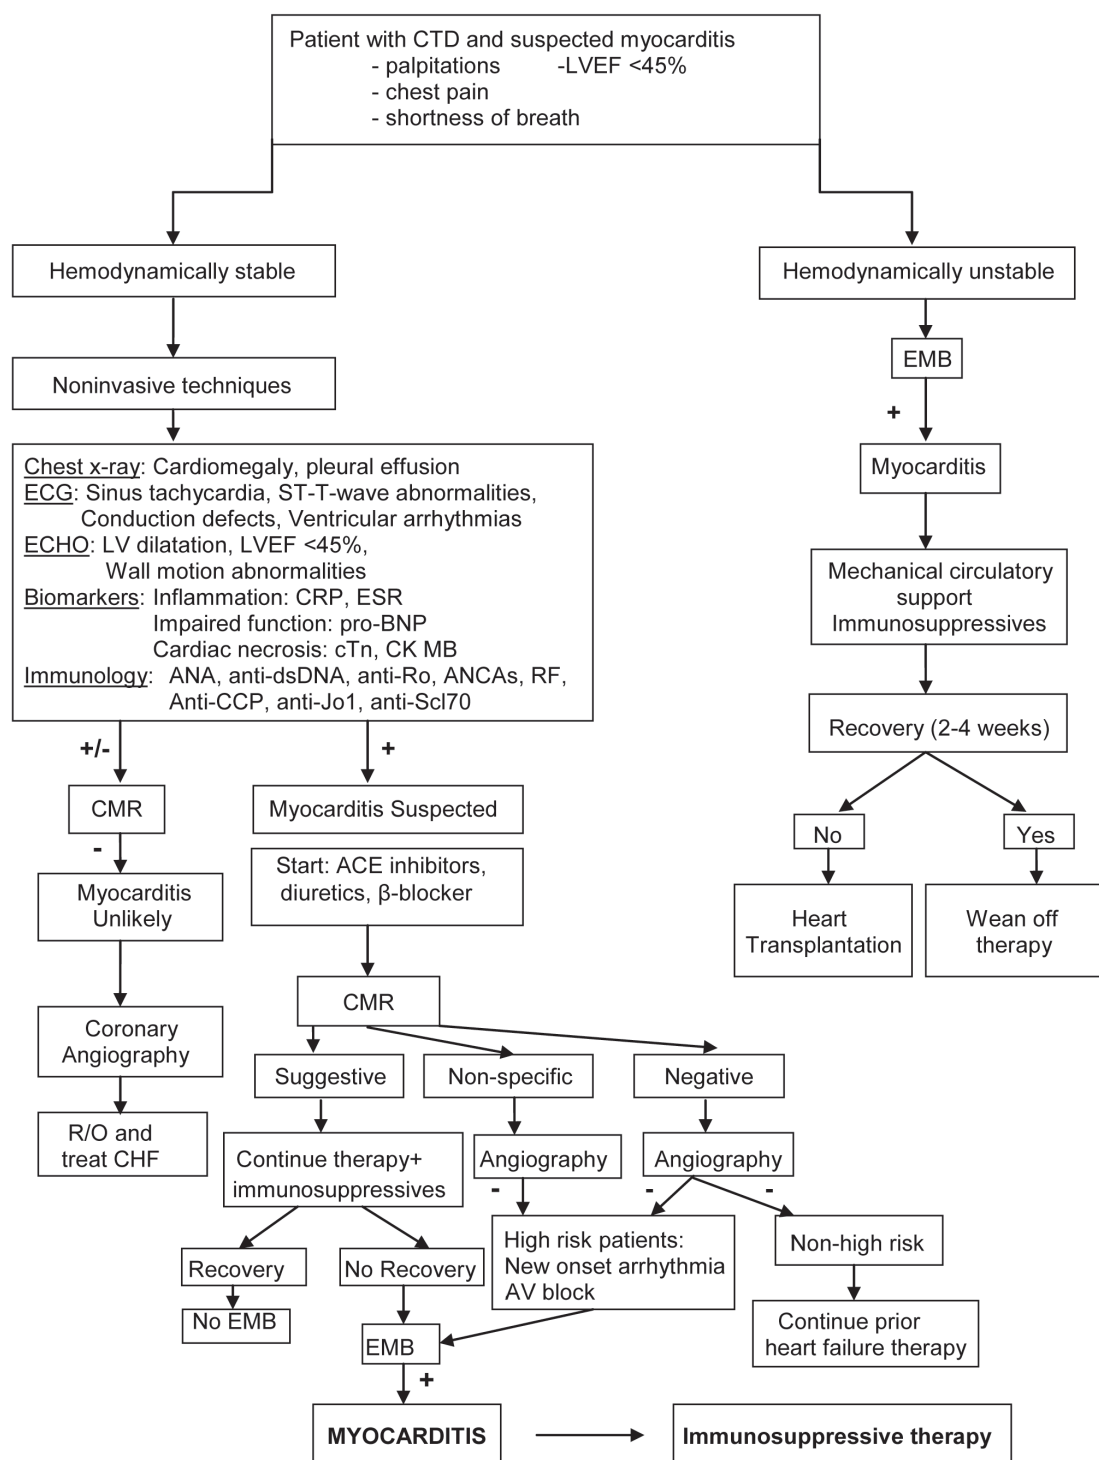 Patient with CTD and suspected myocarditis
- palpitations -LVEF <45%
- chest pain
- shortness of breath
Hemodynamically stable
Hemodynamically unstable
Noninvasive techniques
EMB
+
Myocarditis
Chest x-ray: Cardiomegaly, pleural effusion
ECG: Sinus tachycardia, ST-T-wave abnormalities,
Conduction defects, Ventricular arrhythmias
ECHO: LV dilatation, LVEF <45%,
Wall motion abnormalities
Biomarkers: Inflammation: CRP, ESR
Impaired function: pro-BNP
Cardiac necrosis: cTn, CK MB
Immunology: ANA, anti-dsDNA, anti-Ro, ANCAs, RF,
Anti-CCP, anti-Jo1, anti-Scl70
Mechanical circulatory
support
Immunosuppressives
Recovery (2-4 weeks)
No
Yes
Heart
Transplantation
Wean off
therapy
+/-
+
CMR
Myocarditis Suspected
-
Myocarditis
Unlikely
Start: ACE inhibitors,
diuretics, β-blocker
Coronary
Angiography
CMR
R/O and
treat CHF
Suggestive
Non-specific
Negative
Continue therapy+
immunosuppressives
Angiography
Angiography
-
-
-
Recovery
No Recovery
High risk patients:
New onset arrhythmia
AV block
Non-high risk
No EMB
EMB
Continue prior
heart failure therapy
+
MYOCARDITIS
Immunosuppressive therapy